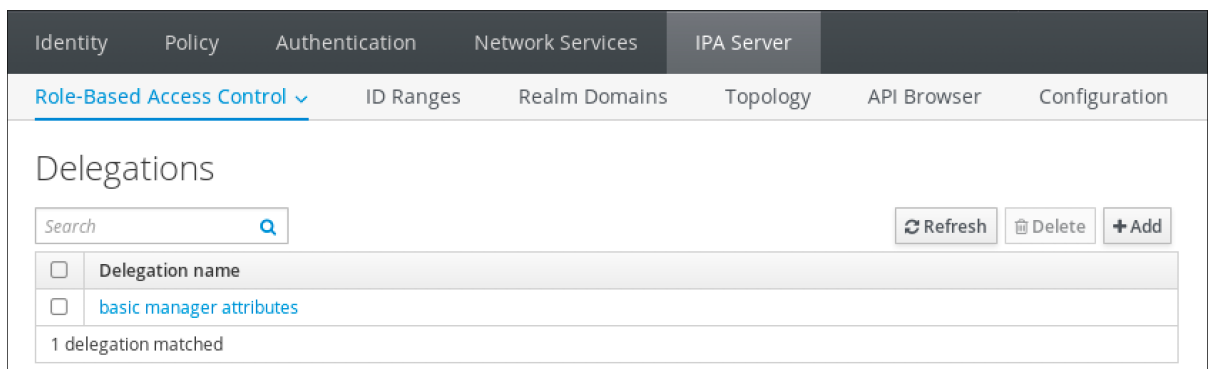 Identity Policy Authentication Network Services IPA Server
Role-Based Access Control ID Ranges Realm Domains Topology API Browser Configuration
Delegations
Search Refresh Delete Add
Delegation name
basic manager attributes
1 delegation matched